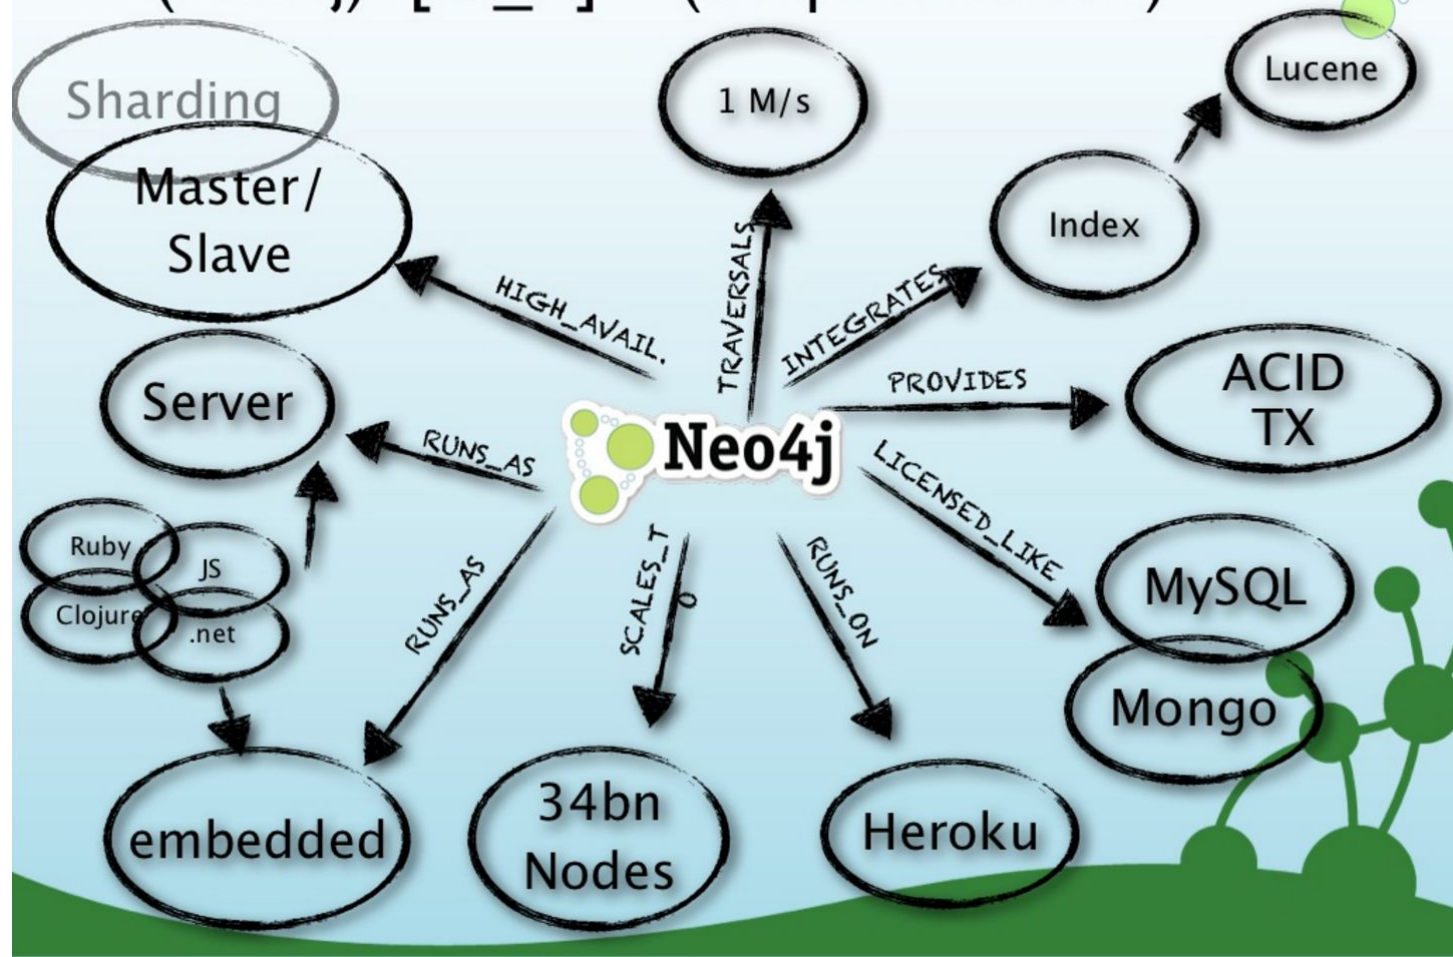 Sharding
Master/
Slave
1 M/s
Lucene
Index
HIGH_AVAIL.
TRAVERSALS
INTEGRATES
PROVIDES
ACID
TX
Server
RUNS_AS
Neo4j
LICENSED_LIKE
Ruby
JS
Clojure
.net
RUNS_AS
SCALES_T
O
RUNS_ON
MySQL
Mongo
embedded
34bn
Nodes
Heroku